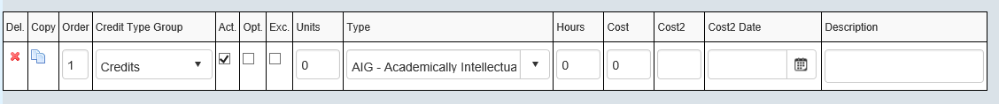 Del. Copy Order Credit Type Group Act. Opt. Exc. Units Type Hours Cost Cost2 Cost2 Date Description
1 Credits 0 AIG - Academically Intellectua 0 0